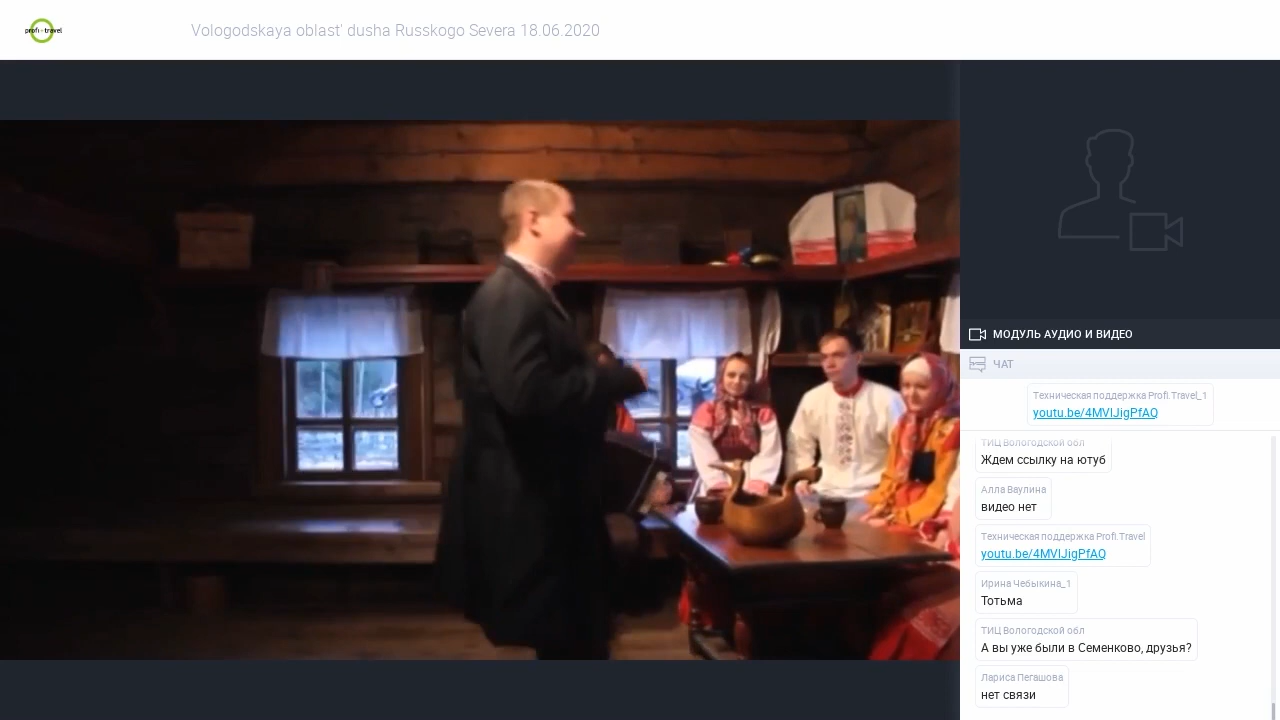 profi travel
Vologodskaya oblast' dusha Russkogo Severa 18.06.2020
МОДУЛЬ АУДИО И ВИДЕО
ЧАТ
Техническая поддержка Profi.Travel_1
youtu.be/4MVlJigPfAQ
ТИЦ Вологодской обл
Ждем ссылку на ютуб
Алла Ваулина
видео нет
Техническая поддержка Profi.Travel
youtu.be/4MVlJigPfAQ
Ирина Чебыкина_1
Тотьма
ТИЦ Вологодской обл
А вы уже были в Семенково, друзья?
Лариса Пегашова
нет связи